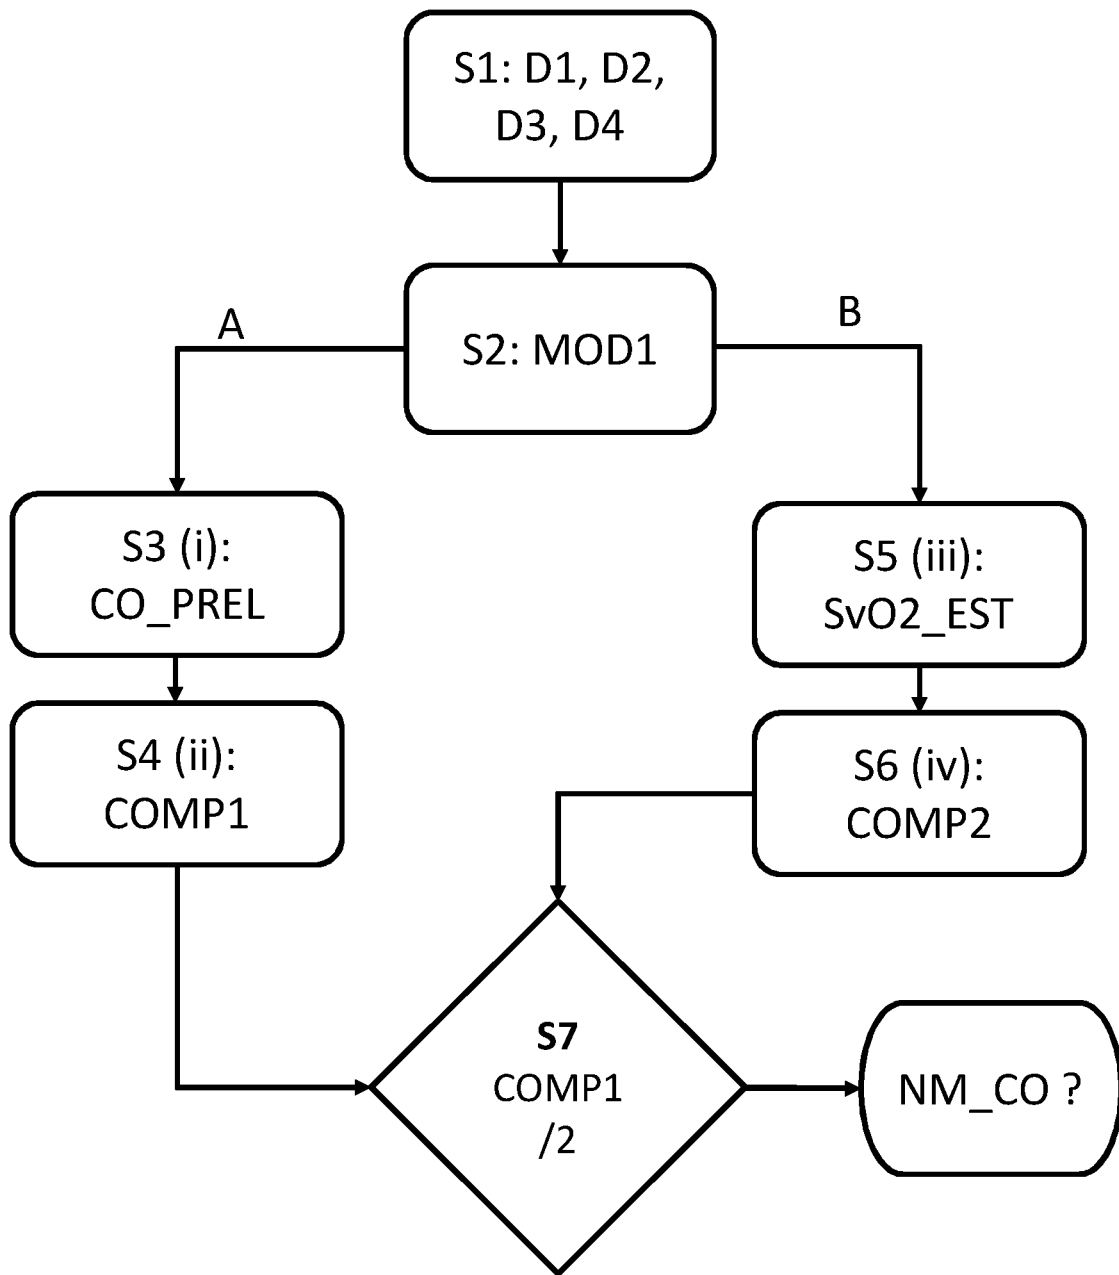 S1: D1, D2,
D3, D4
A
B
S2: MOD1
S3 (i):
CO_PREL
S5 (iii):
SvO2_EST
S4 (ii):
COMP1
S6 (iv):
COMP2
S7
COMP1
/2
NM_CO ?